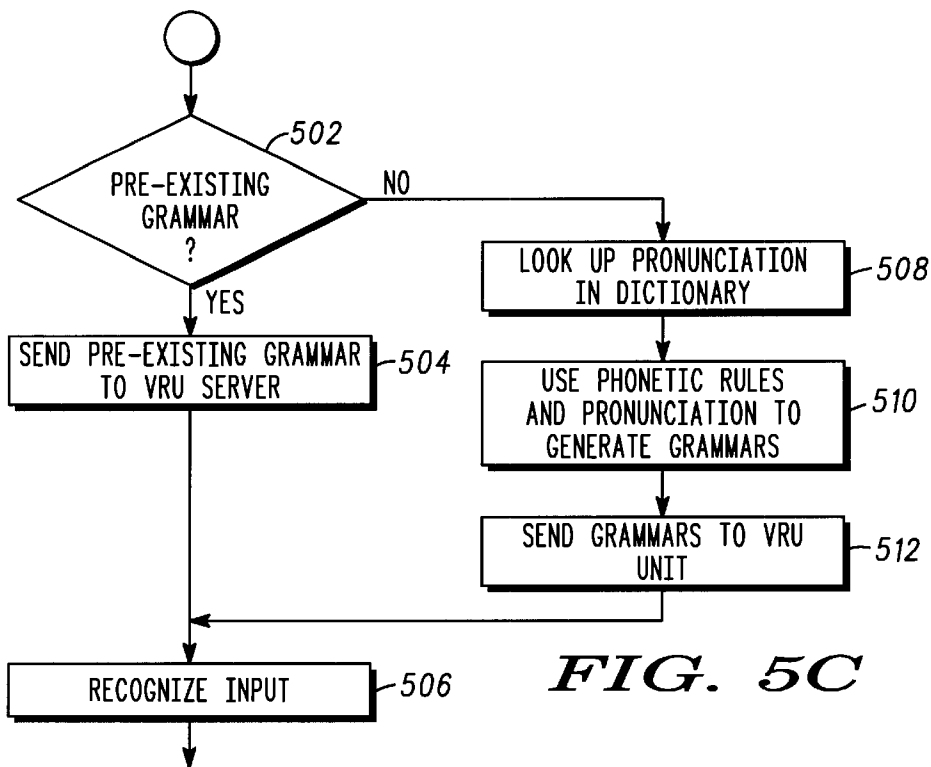 502
PRE-EXISTING
GRAMMAR
?
NO
YES
LOOK UP PRONUNCIATION
IN DICTIONARY
508
SEND PRE-EXISTING GRAMMAR
TO VRU SERVER
504
USE PHONETIC RULES
AND PRONUNCIATION TO
GENERATE GRAMMARS
510
SEND GRAMMARS TO VRU
UNIT
512
RECOGNIZE INPUT
506
FIG. 5C